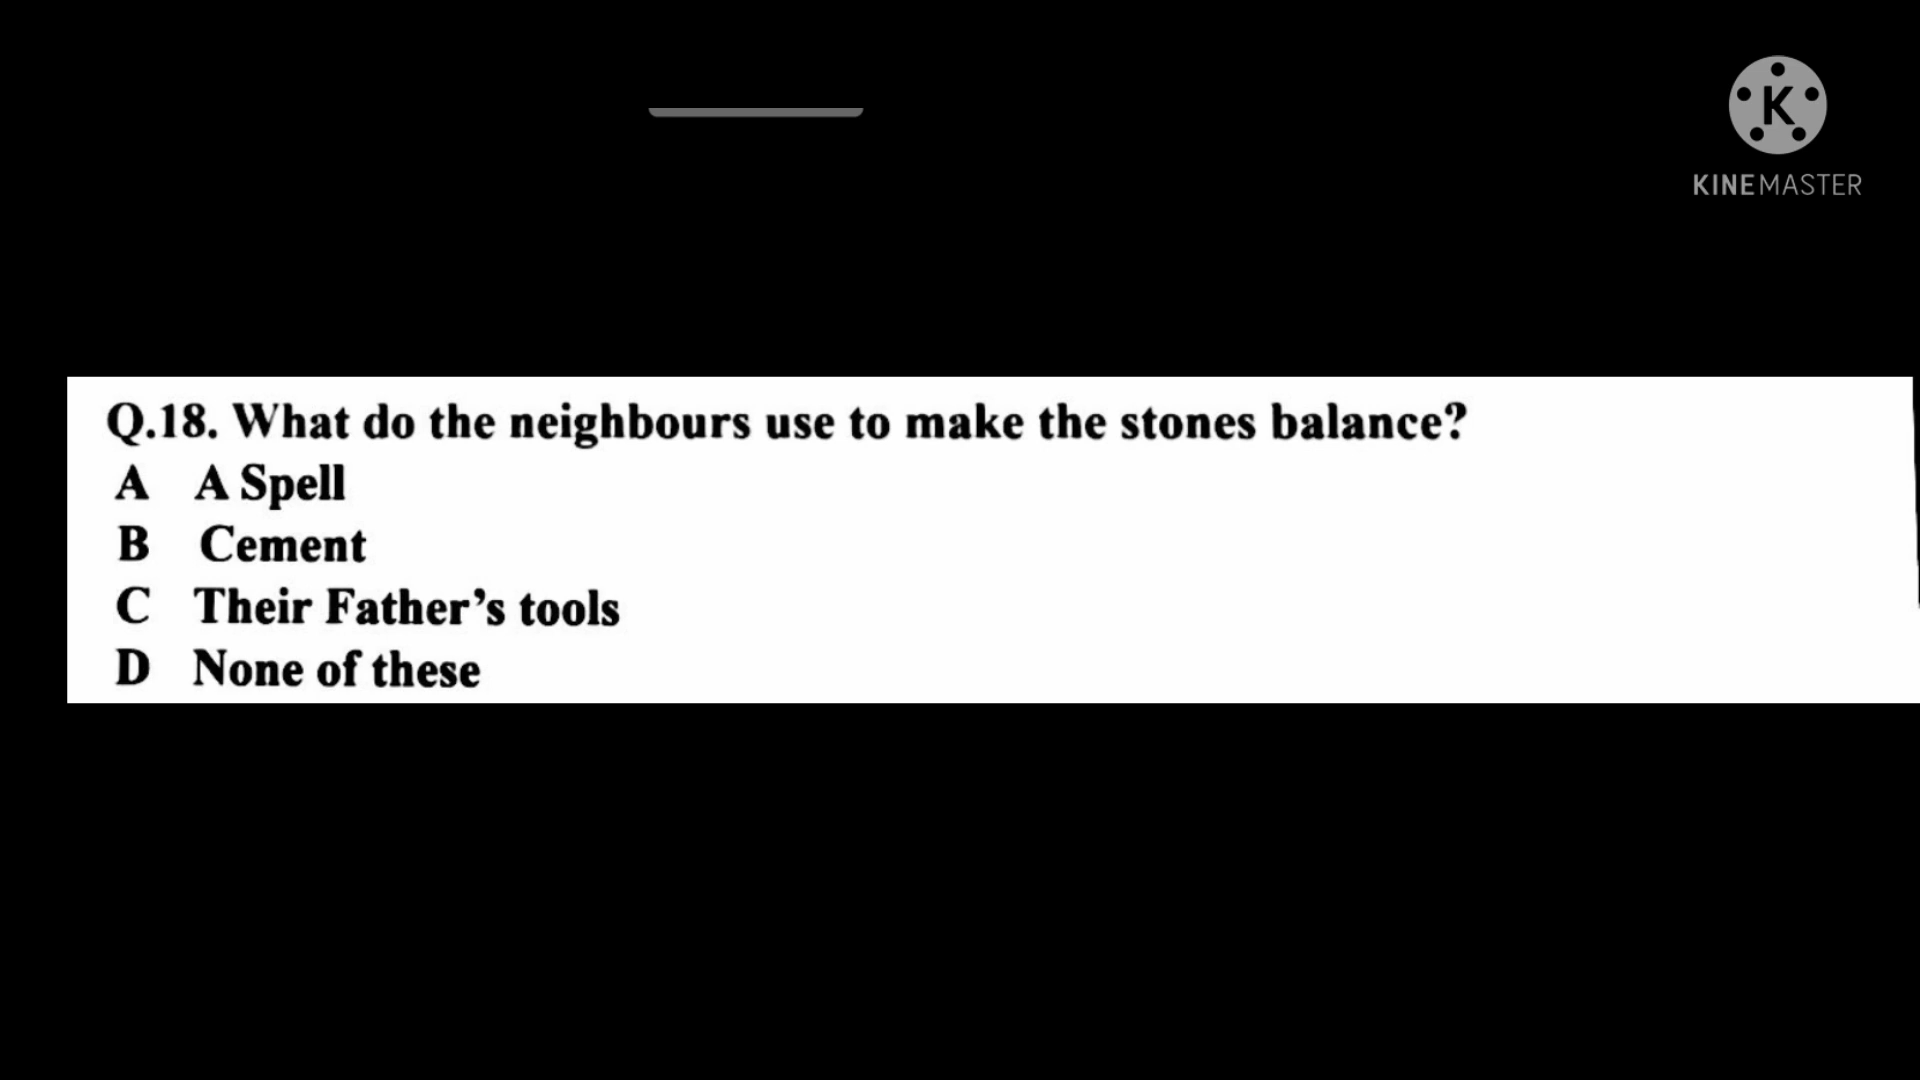 K
KINEMASTER
Q.18. What do the neighbours use to make the stones balance?
A A Spell
B Cement
C Their Father’s tools
D None of these